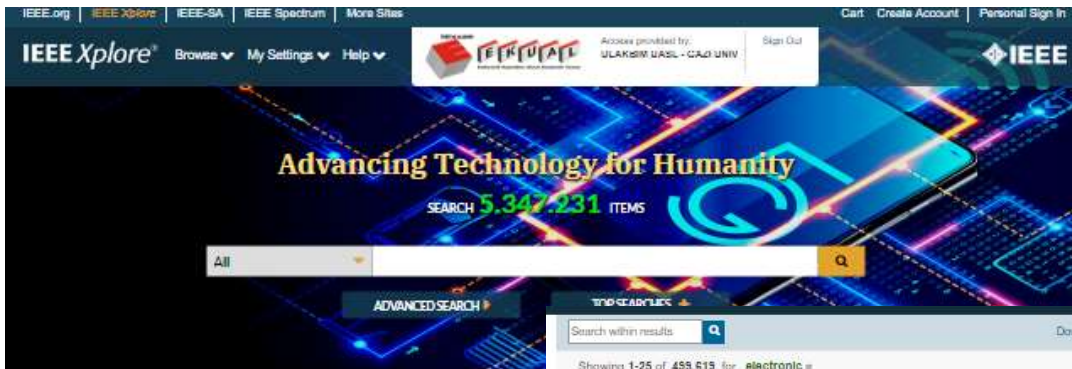 IEEE.org IEEE Xplore IEEE-SA IEEE Spectrum More Sites Cart Create Account Personal Sign In
IEEE Xplore® Browse My Settings Help EKUAL Access provided by: Sign Out IEEE
ULAKBIM UASL - GAZI UNIV
Advancing Technology for Humanity
SEARCH 5.347.231 ITEMS
All
ADVANCED SEARCH TOP SEARCHES
Search within results
Showing 1-25 of 499,619 for electronic